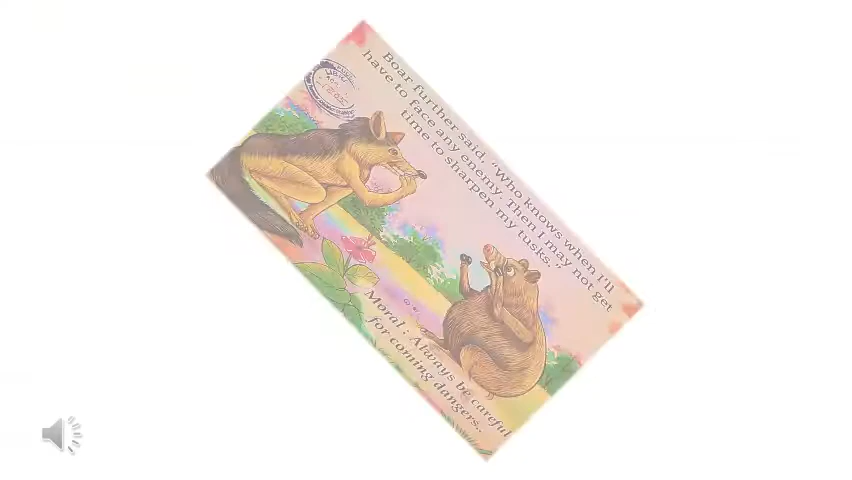 Boar further said, "Who knows when I'll
have to face any enemy. Then I may not get
time to sharpen my tusks."
Moral : Always be careful
for coming dangers..